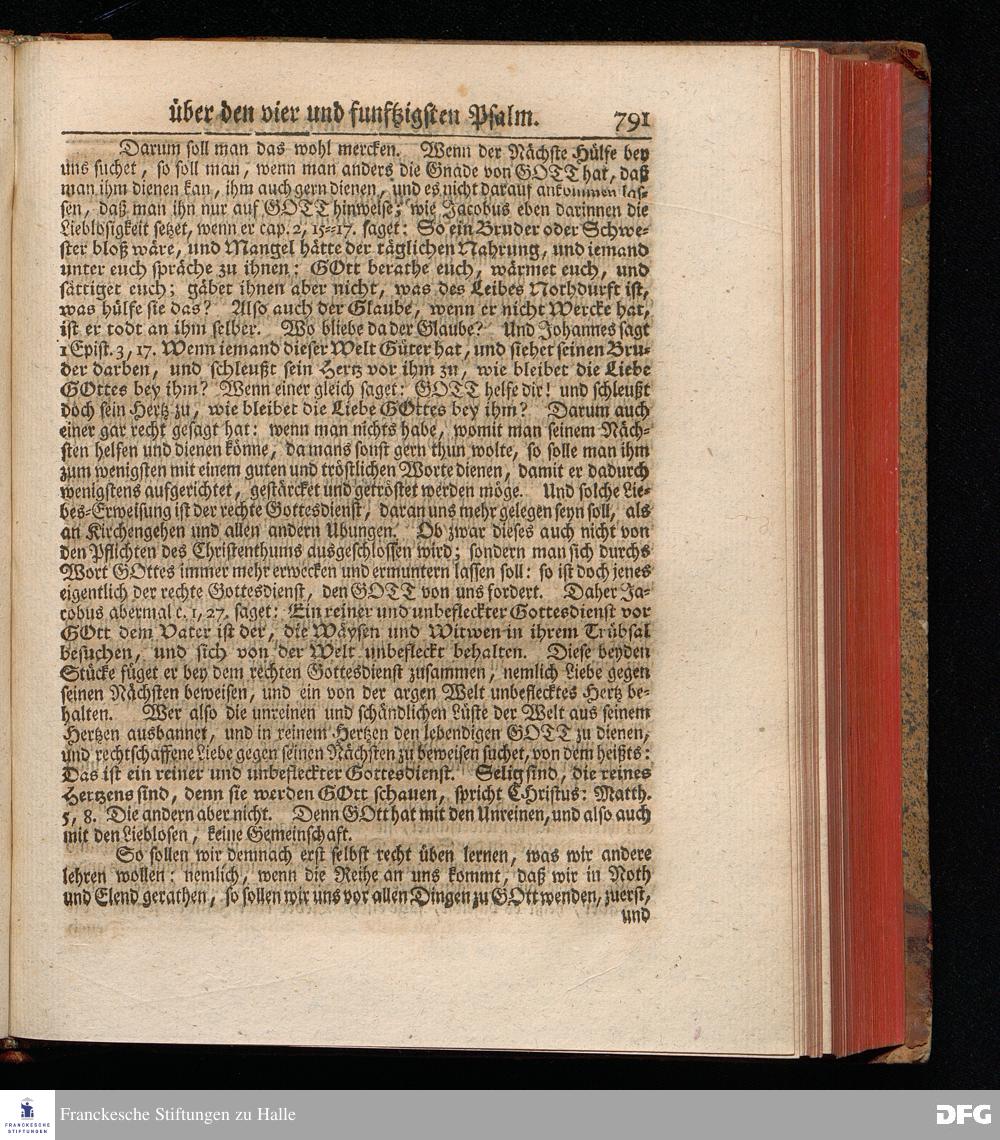 über den vier und funftzigsten Psalm. 791
Darum soll man das wohl mercken. Wenn der Nächste Hülfe bey
uns suchet, so soll man, wenn man anders die Gnade von GOTT hat, daß
man ihm dienen kan, ihm auch gern dienen, und es nicht darauf ankommen las-
sen, daß man ihn nur auf GOTT hinweise; wie Jacobus eben darinnen die
Lieblosigkeit setzet, wenn er cap. 2, 15=17. saget: So ein Bruder oder Schwe-
ster bloß wäre, und Mangel hätte der täglichen Nahrung, und iemand
unter euch spräche zu ihnen: GOtt berathe euch, wärmet euch, und
sättiget euch; gäbet ihnen aber nicht, was des Leibes Nothdurft ist,
was hülfe sie das? Also auch der Glaube, wenn er nicht Wercke hat,
ist er todt an ihm selber. Wo bliebe da der Glaube? Und Johannes sagt
1 Epist. 3, 17. Wenn iemand dieser Welt Güter hat, und siehet seinen Bru-
der darben, und schleußt sein Hertz vor ihm zu, wie bleibet die Liebe
GOttes bey ihm? Wenn einer gleich saget: GOTT helfe dir! und schleußt
doch sein Hertz zu, wie bleibet die Liebe GOttes bey ihm? Darum auch
einer gar recht gesagt hat: wenn man nichts habe, womit man seinem Näch-
sten helfen und dienen könne, da mans sonst gern thun wolte, so solle man ihm
zum wenigsten mit einem guten und tröstlichen Worte dienen, damit er dadurch
wenigstens aufgerichtet, gestärcket und getröstet werden möge. Und solche Lie-
bes-Erweisung ist der rechte Gottesdienst, daran uns mehr gelegen seyn soll, als
an Kirchengehen und allen andern Ubungen. Ob zwar dieses auch nicht von
den Pflichten des Christenthums ausgeschlossen wird; sondern man sich durchs
Wort GOttes immer mehr erwecken und ermuntern lassen soll: so ist doch jenes
eigentlich der rechte Gottesdienst, den GOTT von uns fordert. Daher Ja-
cobus abermal c. 1, 27. saget: Ein reiner und unbefleckter Gottesdienst vor
GOtt dem Vater ist der, die Wäysen und Witwen in ihrem Trübsal
besuchen, und sich von der Welt unbefleckt behalten. Diese beyden
Stücke füget er bey dem rechten Gottesdienst zusammen, nemlich Liebe gegen
seinen Nächsten beweisen, und ein von der argen Welt unbeflecktes Hertz be-
halten. Wer also die unreinen und schändlichen Lüste der Welt aus seinem
Hertzen ausbannet, und in reinem Hertzen den lebendigen GOTT zu dienen,
und rechtschaffene Liebe gegen seinen Nächsten zu beweisen suchet, von dem heißts:
Das ist ein reiner und unbefleckter Gottesdienst. Selig sind, die reines
Hertzens sind, denn sie werden GOtt schauen, spricht CHristus: Matth.
5, 8. Die andern aber nicht. Denn GOtt hat mit den Unreinen, und also auch
mit den Lieblosen, keine Gemeinschaft.
So sollen wir demnach erst selbst recht üben lernen, was wir andere
lehren wollen: nemlich, wenn die Reihe an uns kommt, daß wir in Noth
und Elend gerathen, so sollen wir uns vor allen Dingen zu GOtt wenden, zuerst,
und
FRANCKESCHE
STIFTUNGEN
Franckesche Stiftungen zu Halle
DFG